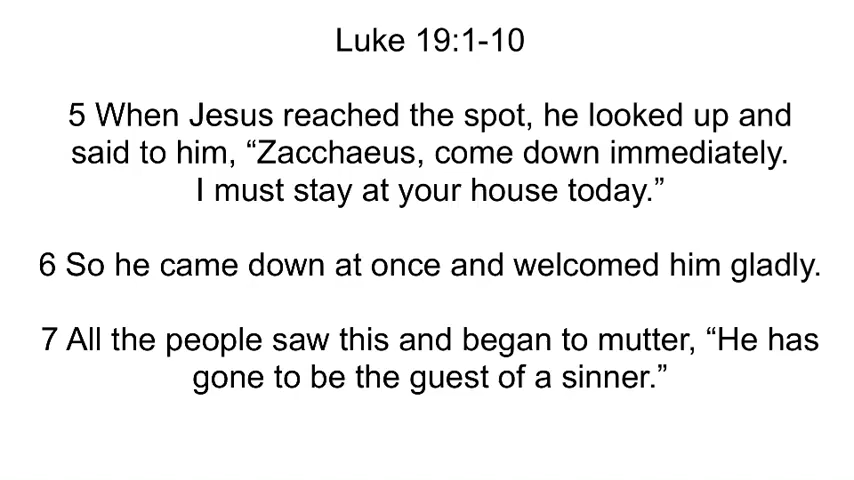 Luke 19:1-10
5 When Jesus reached the spot, he looked up and
said to him, “Zacchaeus, come down immediately.
I must stay at your house today.”
6 So he came down at once and welcomed him gladly.
7 All the people saw this and began to mutter, “He has
gone to be the guest of a sinner.”